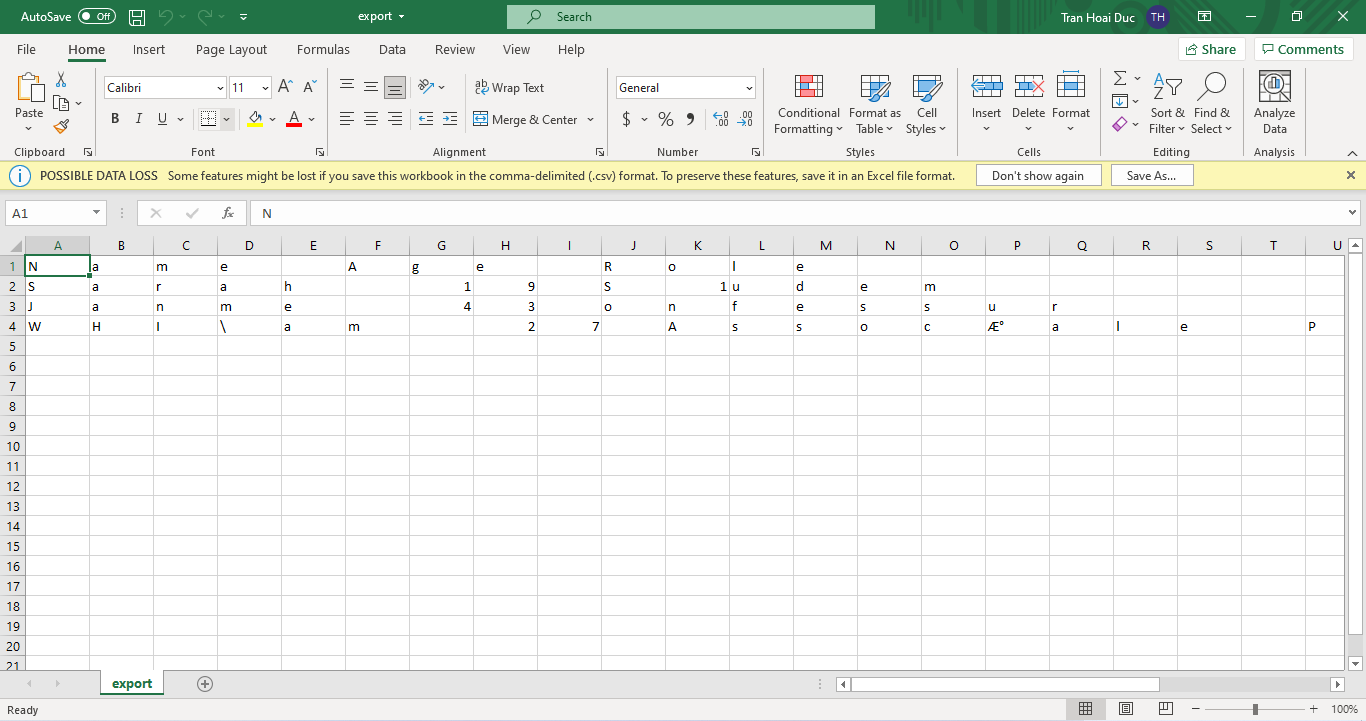 AutoSave Off export Search Tran Hoai Duc TH
File Home Insert Page Layout Formulas Data Review View Help Share Comments
Calibri 11 A A ab Wrap Text General
Paste B I U A Merge & Center $ % Conditional Formatting Format as Table Cell Styles Insert Delete Format Sort & Filter Find & Select Analyze Data
Clipboard Font Alignment Number Styles Cells Editing Analysis
POSSIBLE DATA LOSS Some features might be lost if you save this workbook in the comma-delimited (.csv) format. To preserve these features, save it in an Excel file format. Don't show again Save As...
A1 fx N
A B C D E F G H I J K L M N O P Q R S T U
1 N a m e A g e R o l e
2 S a r a h 1 9 S 1 u d e m
3 J a n m e 4 3 o n f e s s u r
4 W H I \ a m 2 7 A s s o c Æ° a l e P
5
6
7
8
9
10
11
12
13
14
15
16
17
18
19
20
21
export
Ready 100%